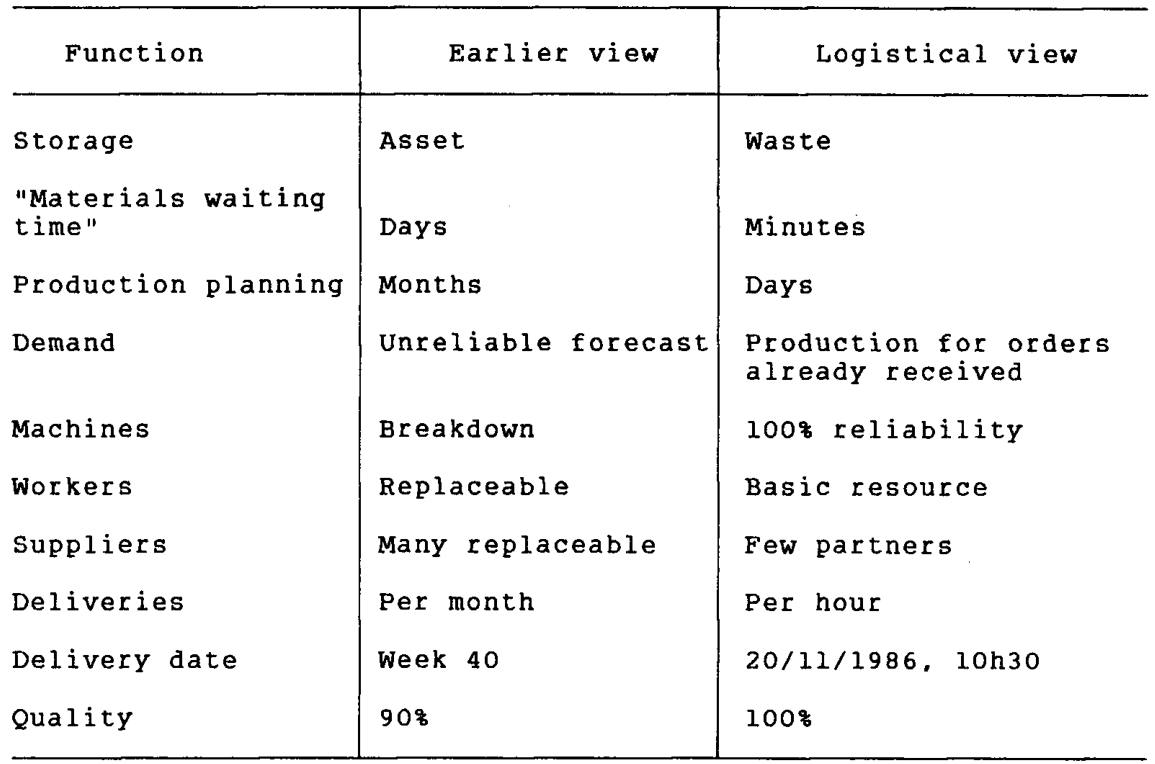 Function Earlier view Logistical view
Storage Asset Waste
"Materials waiting
time" Days Minutes
Production planning Months Days
Demand Unreliable forecast Production for orders
already received
Machines Breakdown 100% reliability
Workers Replaceable Basic resource
Suppliers Many replaceable Few partners
Deliveries Per month Per hour
Delivery date Week 40 20/11/1986, 10h30
Quality 90% 100%